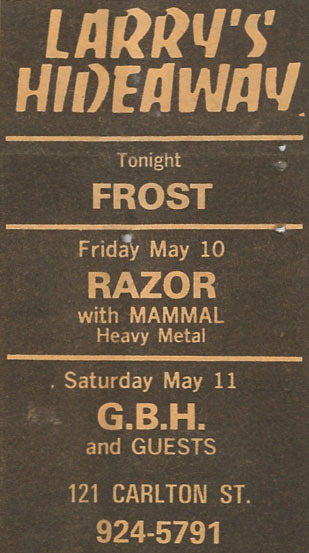 LARRY'S
HIDEAWAY
Tonight
FROST
Friday May 10
RAZOR
with MAMMAL
Heavy Metal
Saturday May 11
G.B.H.
and GUESTS
121 CARLTON ST.
924-5791